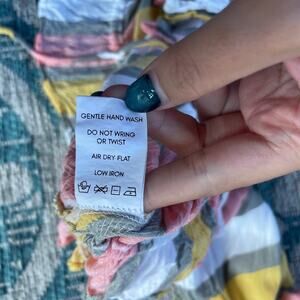 GENTLE HAND WASH
DO NOT WRING
OR TWIST
AIR DRY FLAT
LOW IRON